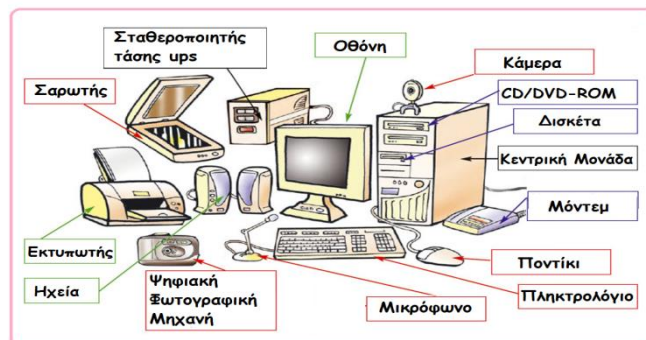 Σταθεροποιητής
τάσης ups
Οθόνη
Κάμερα
Σαρωτής
CD/DVD-ROM
Δισκέτα
Κεντρική Μονάδα
Μόντεμ
Εκτυπωτής
Ποντίκι
Ηχεία
Ψηφιακή
Φωτογραφική
Μηχανή
Μικρόφωνο
Πληκτρολόγιο